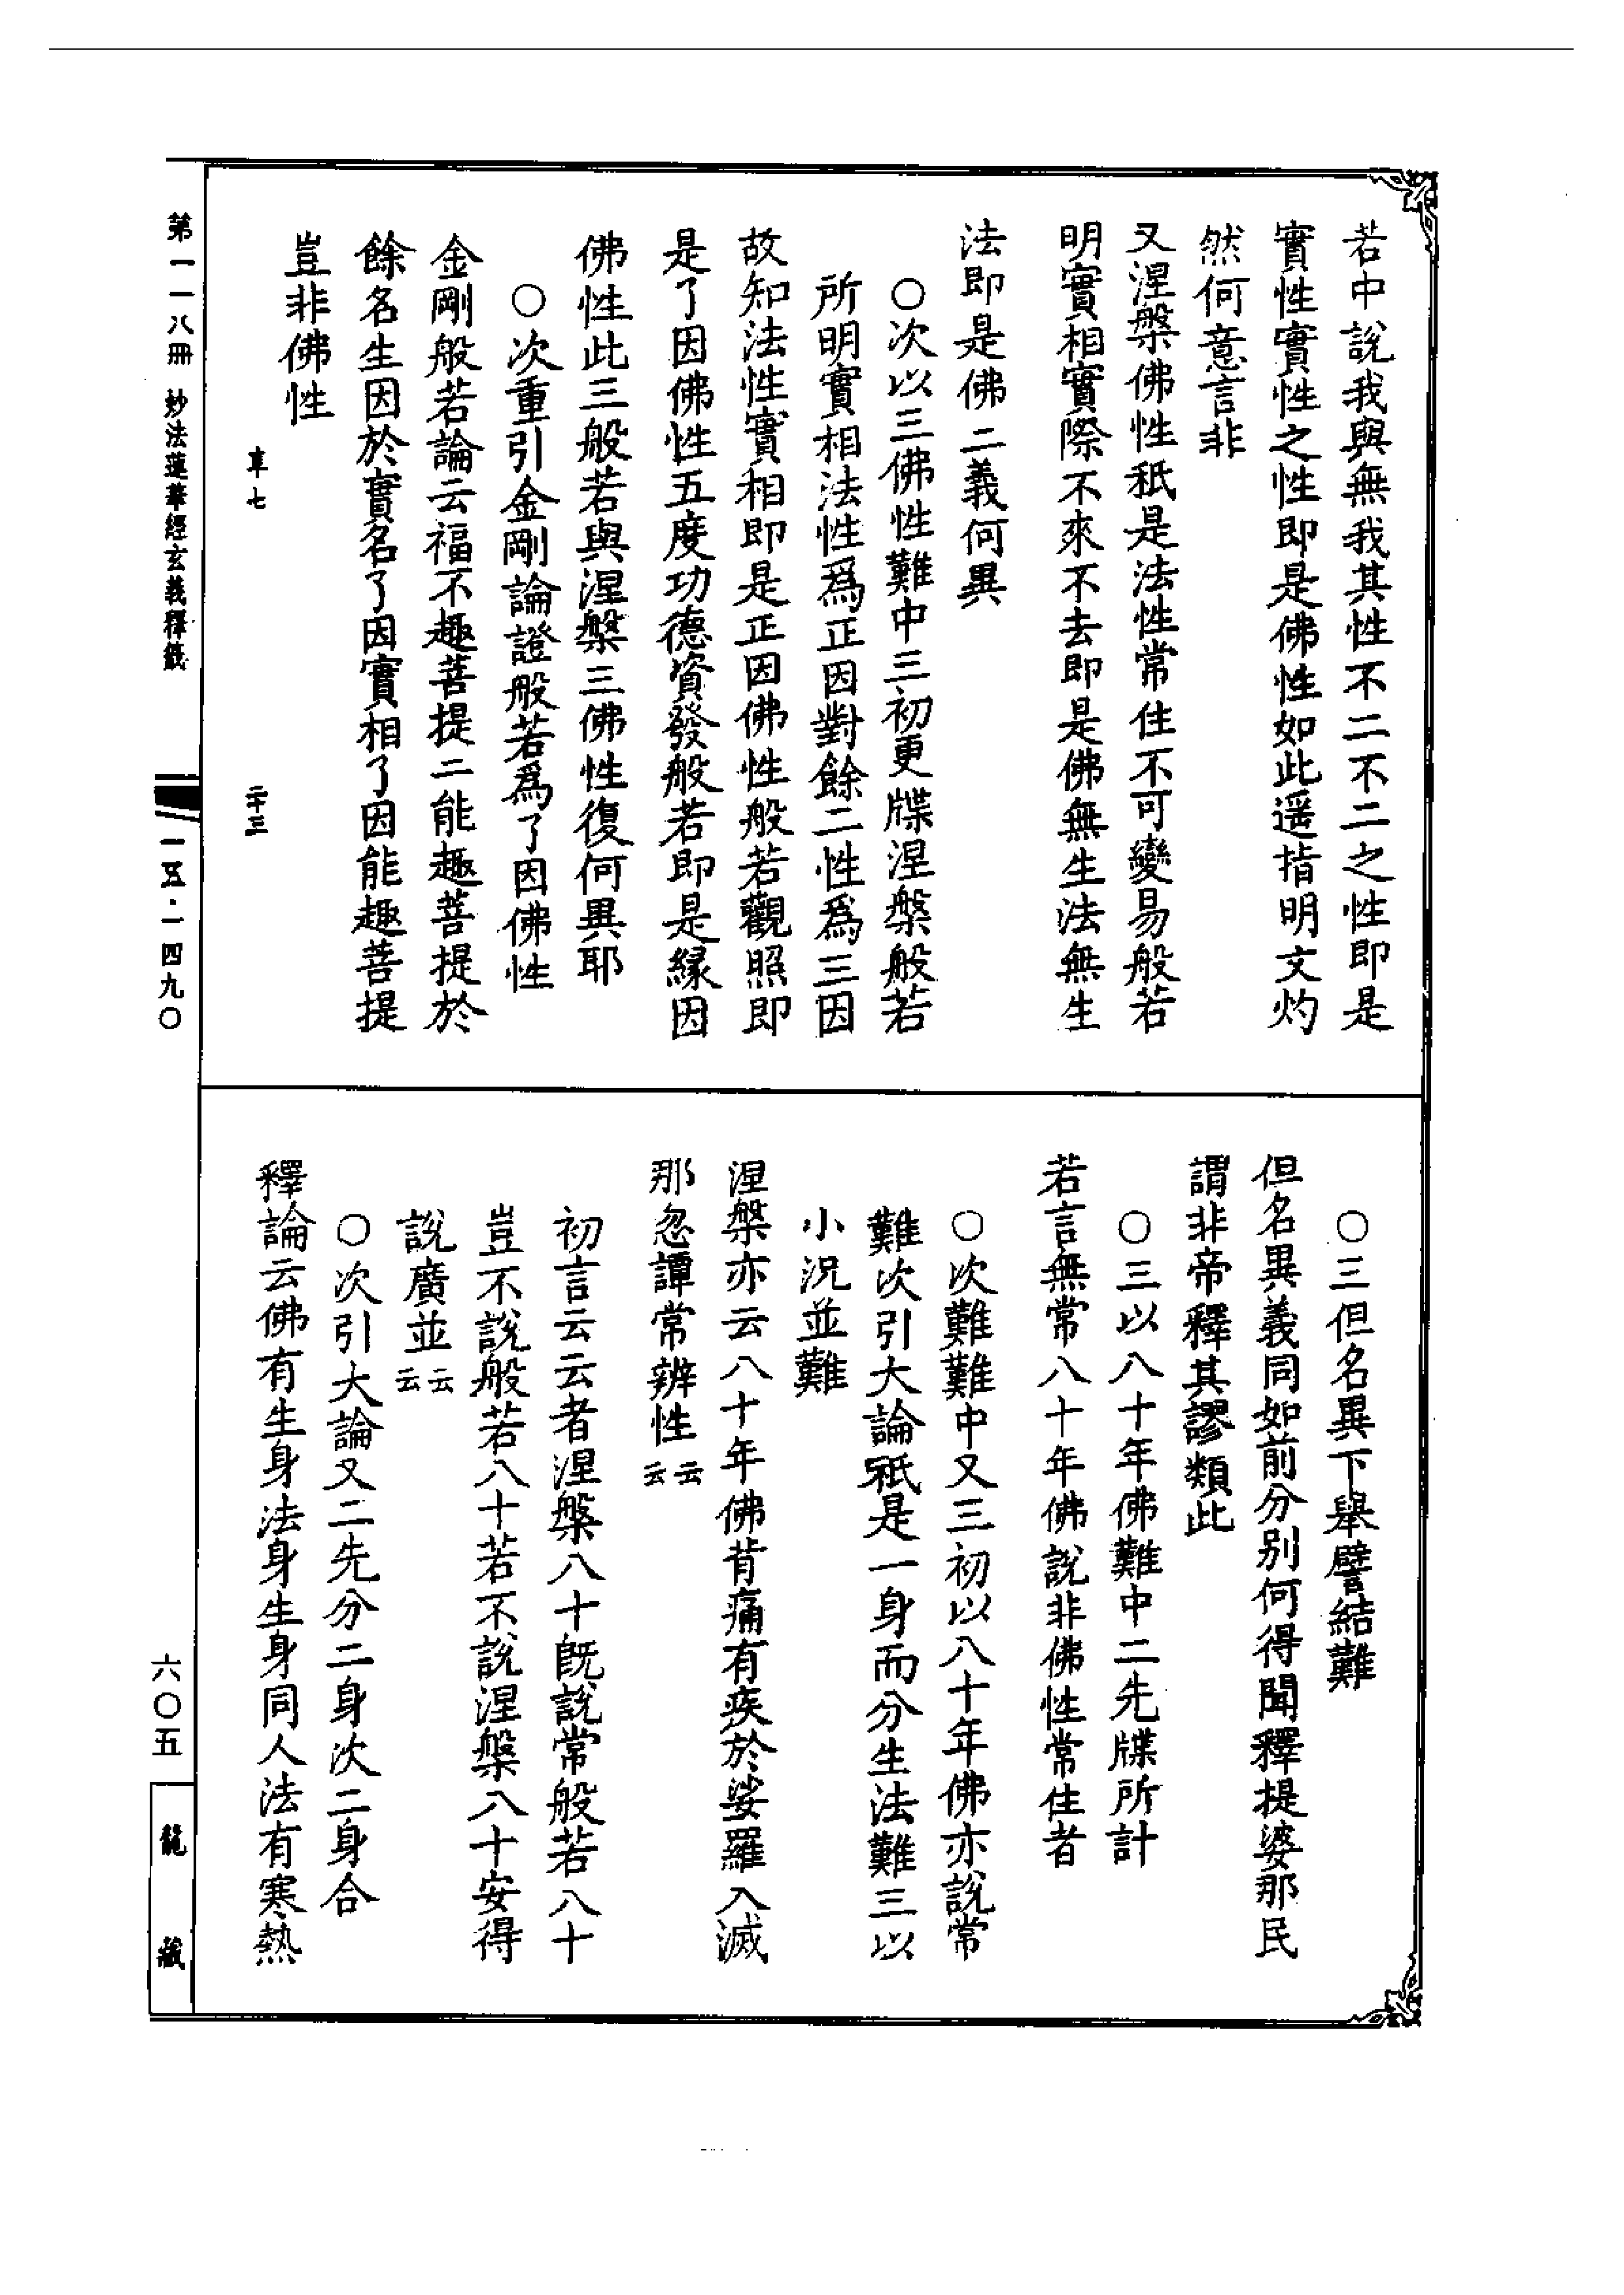 若中說我與無我其性不二不二之性即是
實性實性之性即是佛性如此遥指明文灼
然何意言非
又涅槃佛性秖是法性常住不可變易般若
明實相實際不來不去即是佛無生法無生
法即是佛二義何異
○次以三佛性難中三初更牒涅槃般若
所明實相法性爲正因對餘二性爲三因
故知法性實相即是正因佛性般若觀照即
是了因佛性五度功德資發般若即是緣因
佛性此三般若與涅槃三佛性復何異耶
○次重引金剛論證般若爲了因佛性
金剛般若論云福不趣菩提二能趣菩提於
餘名生因於實名了因實相了因能趣菩提
豈非佛性
車七
二十三
第一一八冊 妙法蓮華經玄義釋籤
一五·一四九〇
○三但名異下舉譬結難
但名異義同如前分别何得聞釋提婆那民
謂非帝釋其謬類此
○三以八十年佛難中二先牒所計
若言無常八十年佛說非佛性常住者
○次難難中又三初以八十年佛亦說常
難次引大論秖是一身而分生法難三以
小況並難
涅槃亦云八十年佛背痛有疾於娑羅入滅
那忽譚常辨性云云
初言云云者涅槃八十既說常般若八十
豈不說般若八十若不說涅槃八十安得
說廣並云云
○次引大論又二先分二身次二身合
釋論云佛有生身法身生身同人法有寒熱
六〇五
龍藏